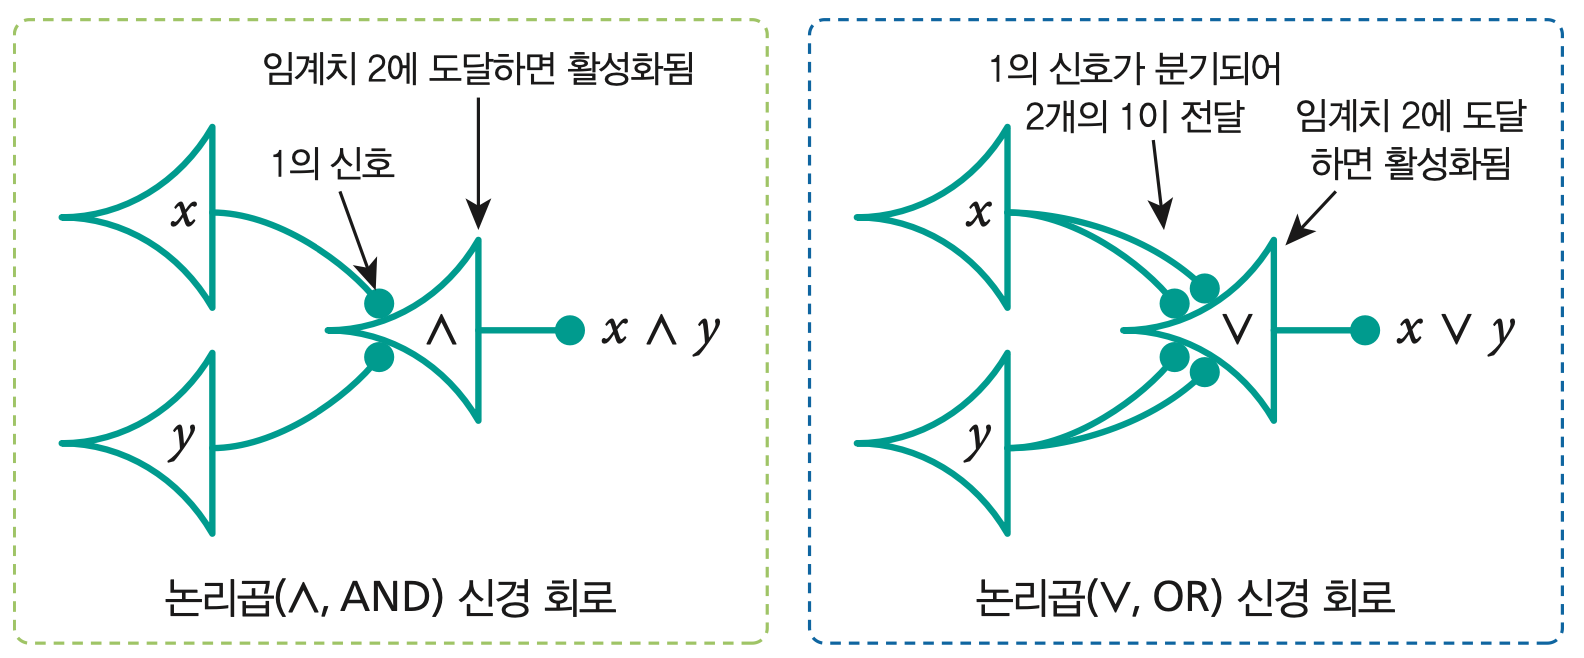 임계치 2에 도달하면 활성화됨
1의 신호
x
y
∧
x ∧ y
논리곱(∧, AND) 신경 회로
1의 신호가 분기되어
2개의 1이 전달
임계치 2에 도달
하면 활성화됨
x
y
∨
x ∨ y
논리곱(∨, OR) 신경 회로